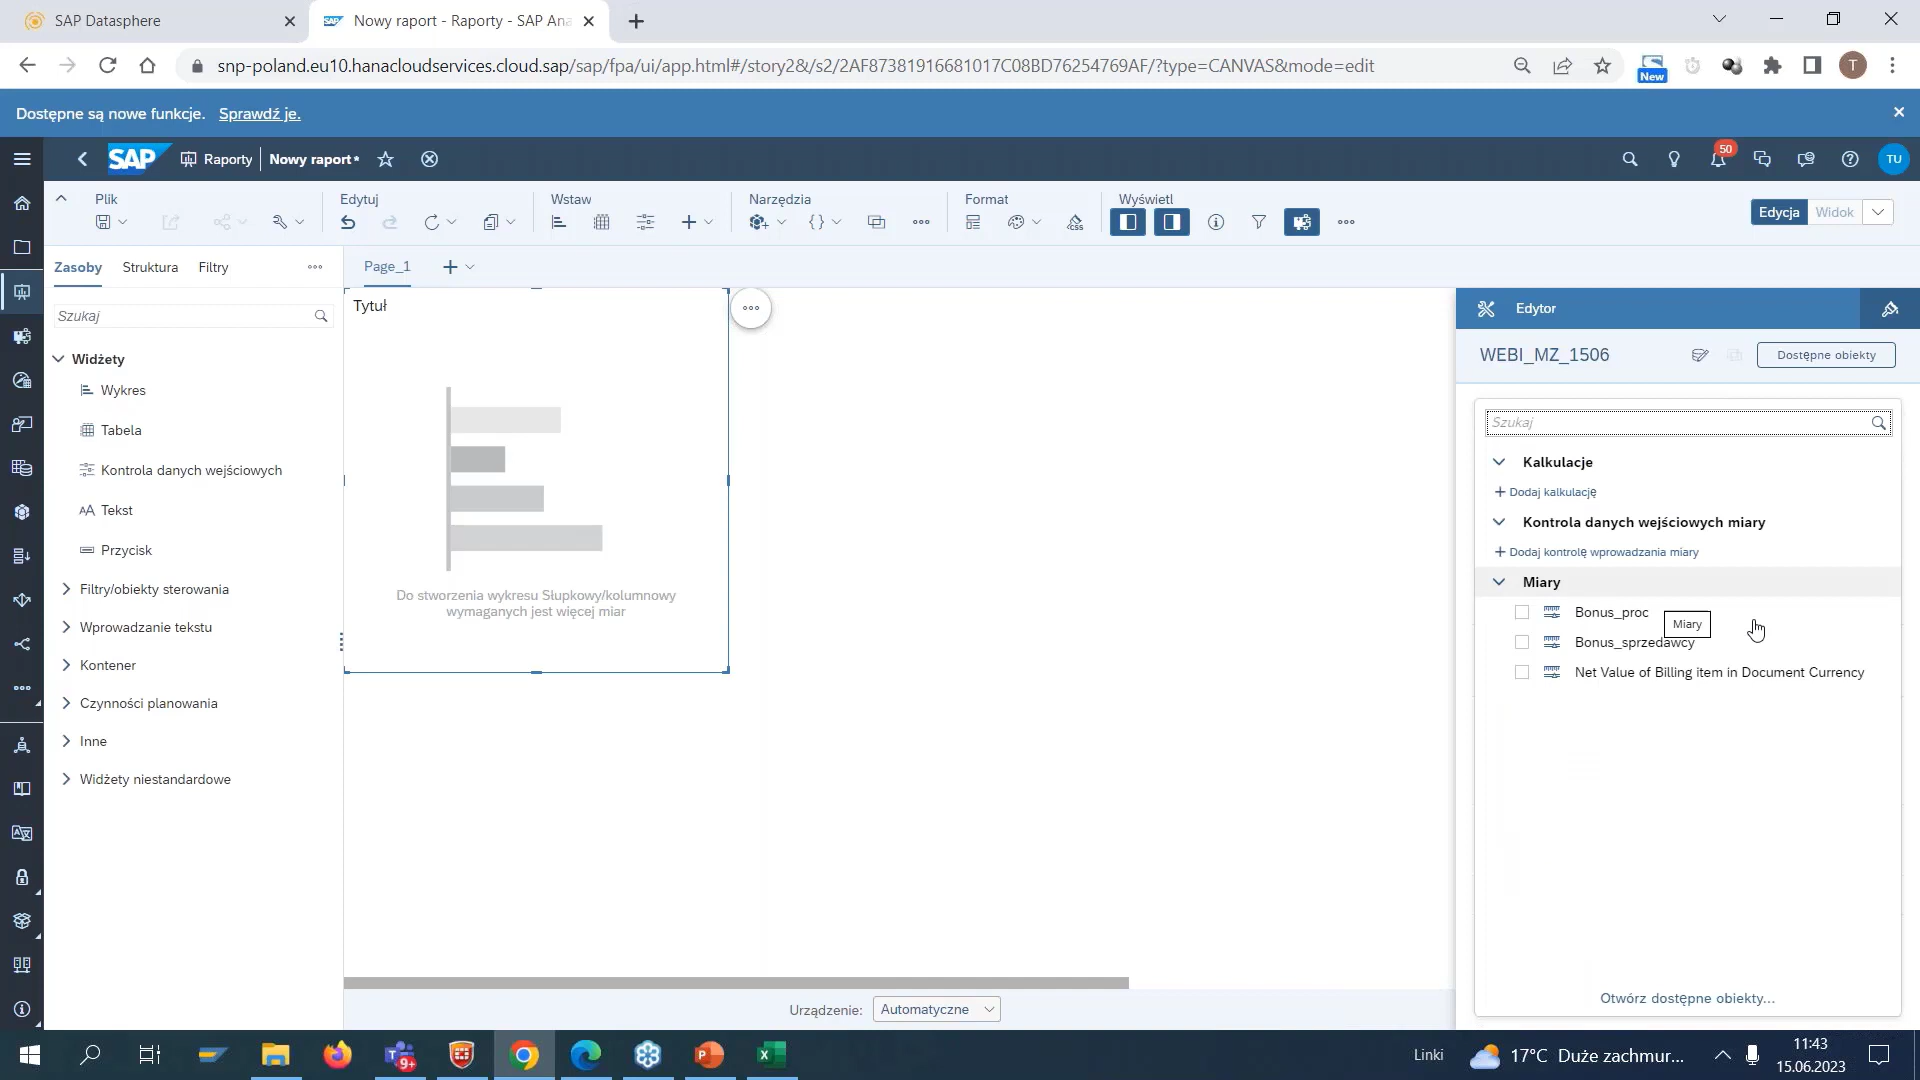 SAP Datasphere
Nowy raport - Raporty - SAP Ana
snp-poland.eu10.hanacloudservices.cloud.sap/sap/fpa/ui/app.html#/story2&/s2/2AF87381916681017C08BD76254769AF/?type=CANVAS&mode=edit
New
T
Dostępne są nowe funkcje. Sprawdź je.
SAP
Raporty
Nowy raport *
50
TU
Plik
Edytuj
Wstaw
Narzędzia
Format
Wyświetl
CSS
Edycja
Widok
Zasoby
Struktura
Filtry
Page_1
Szukaj
Widżety
Wykres
Tabela
Kontrola danych wejściowych
Tekst
Przycisk
Filtry/obiekty sterowania
Wprowadzanie tekstu
Kontener
Czynności planowania
Inne
Widżety niestandardowe
Tytuł
Do stworzenia wykresu Słupkowy/kolumnowy
wymaganych jest więcej miar
Urządzenie:
Automatyczne
Edytor
WEBI_MZ_1506
Dostępne obiekty
Szukaj
Kalkulacje
+ Dodaj kalkulację
Kontrola danych wejściowych miary
+ Dodaj kontrolę wprowadzania miary
Miary
Bonus_proc
Miary
Bonus_sprzedawcy
Net Value of Billing item in Document Currency
Otwórz dostępne obiekty...
9+
Linki
17°C Duże zachmur...
11:43
15.06.2023